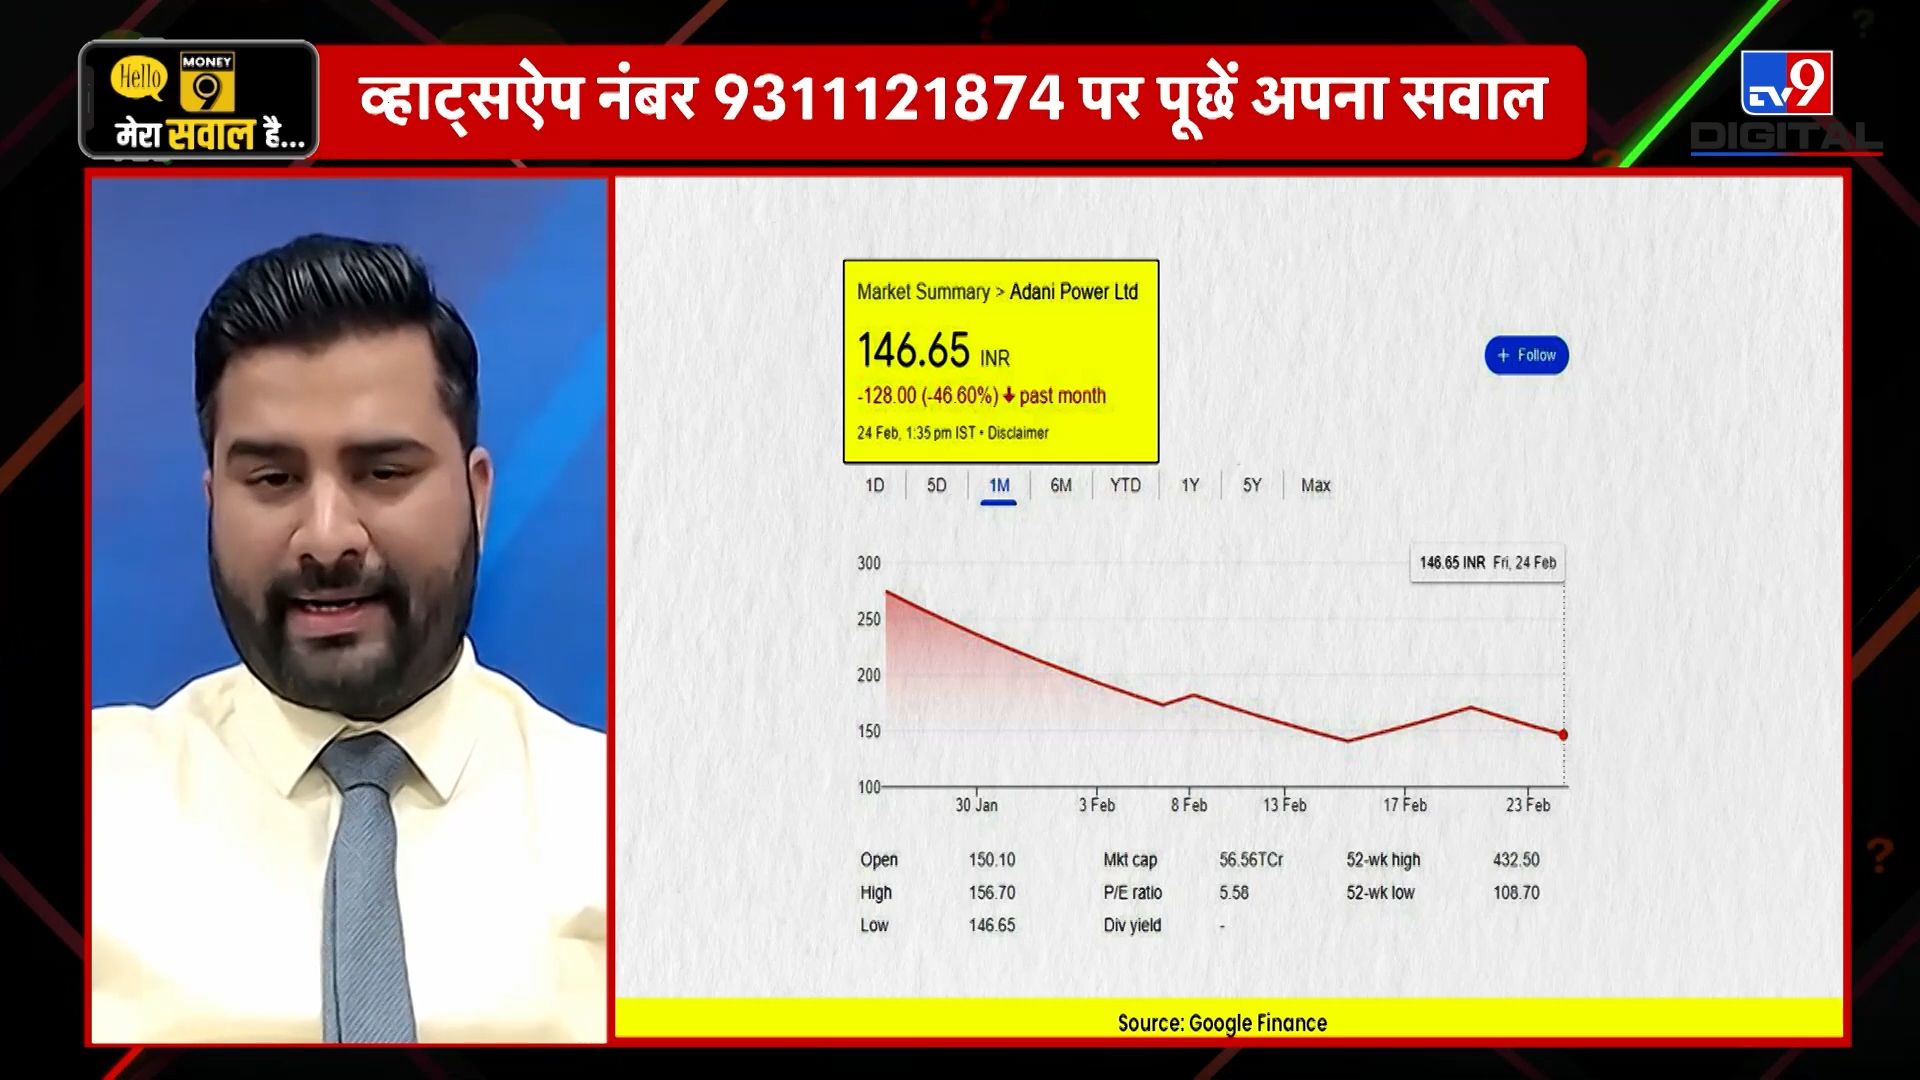 Hello
MONEY
9
मेरा सवाल है...
व्हाट्सऐप नंबर 9311121874 पर पूछें अपना सवाल
TV9
DIGITAL
Market Summary > Adani Power Ltd
146.65 INR
-128.00 (-46.60%) ↓ past month
24 Feb, 1:35 pm IST • Disclaimer
+ Follow
1D 5D 1M 6M YTD 1Y 5Y Max
146.65 INR Fri, 24 Feb
300
250
200
150
100
30 Jan 3 Feb 8 Feb 13 Feb 17 Feb 23 Feb
Open 150.10 Mkt cap 56.56TCr 52-wk high 432.50
High 156.70 P/E ratio 5.58 52-wk low 108.70
Low 146.65 Div yield -
Source: Google Finance